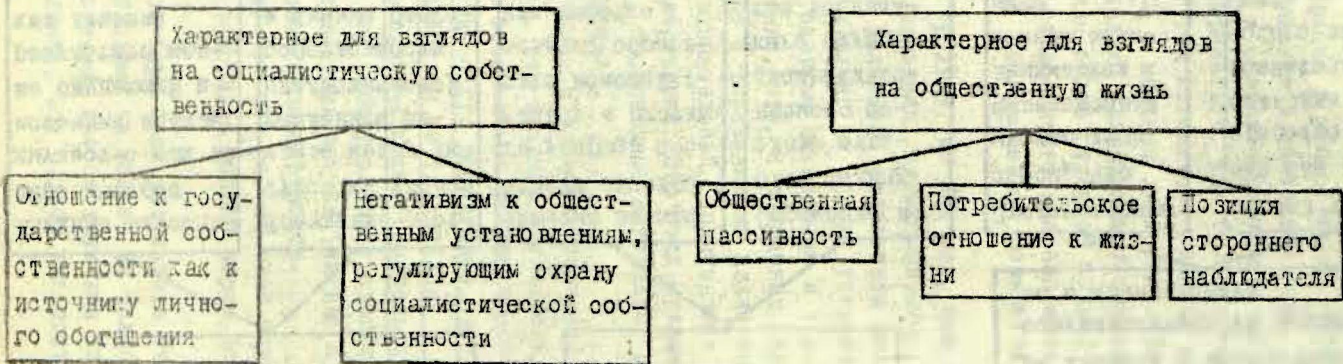 Характерное для взглядов
на социалистическую собст-
венность
Характерное для взглядов
на общественную жизнь
Отношение к госу-
дарственной соб-
ственности как к
источнику лично-
го обогащения
Негативизм к общест-
венным установлениям,
регулирующим охрану
социалистической соб-
ственности
Общественная
пассивность
Потребительское
отношение к жиз-
ни
Позиция
стороннего
наблюдателя